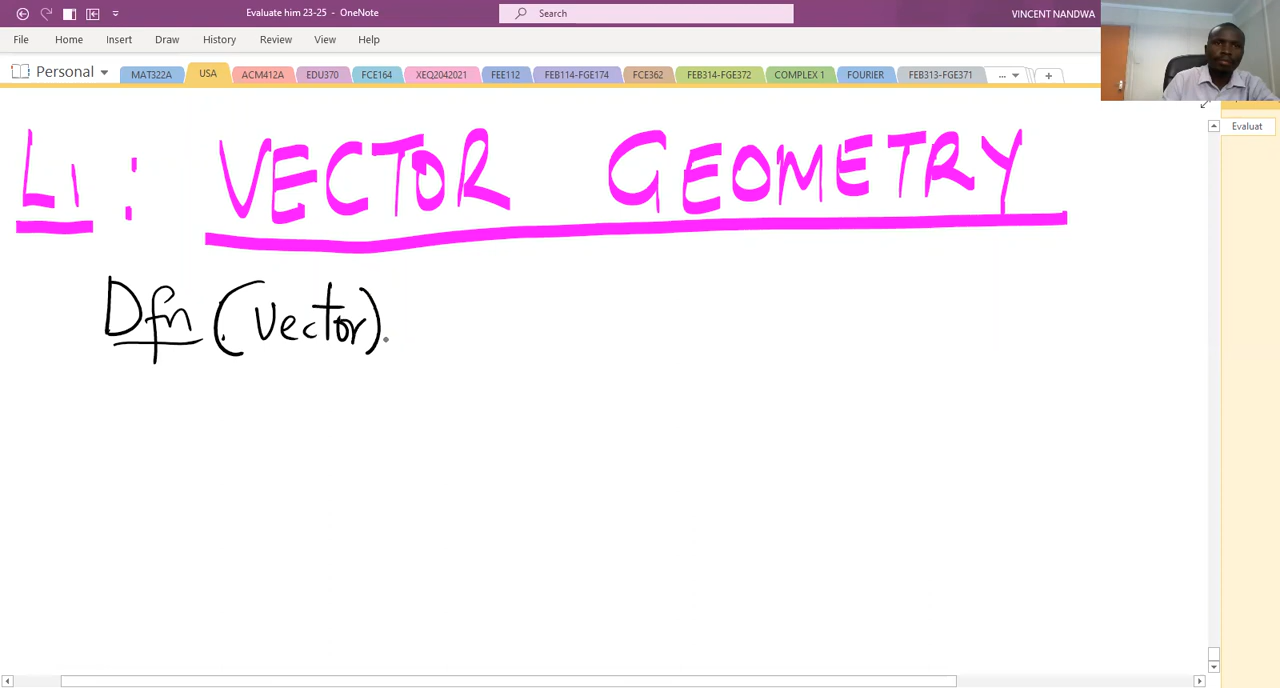 Evaluate him 23-25 - OneNote
Search
VINCENT NANDWA
File Home Insert Draw History Review View Help
Personal MAT322A USA ACM412A EDU370 FCE164 XEQ2042021 FEE112 FEB114-FGE174 FCE362 FEB314-FGE372 COMPLEX 1 FOURIER FEB313-FGE371 ... +
Evaluat
L1: VECTOR GEOMETRY
Dfn (Vector).